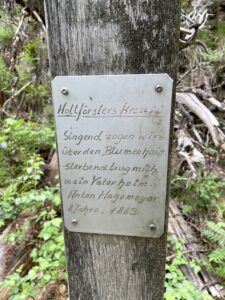 Holtförsters Kreuz
Singend zogen wir
über den Blumenhain
sterbend trug mich
mein Vater heim
Anton Hagemeyer
8 Jahre, 1863